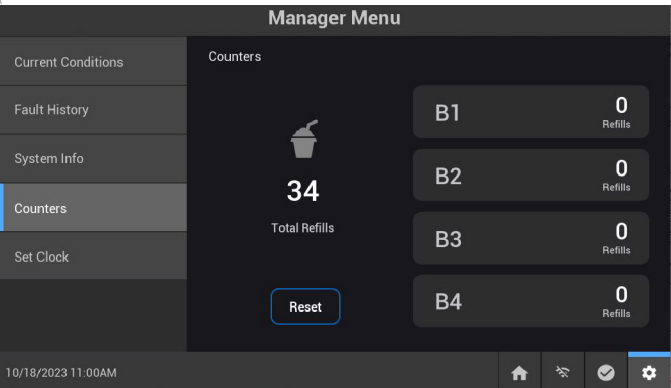 Manager Menu
Current Conditions
Fault History
System Info
Counters
Set Clock
Counters
34
Total Refills
Reset
B1
0
Refills
B2
0
Refills
B3
0
Refills
B4
0
Refills
10/18/2023 11:00AM